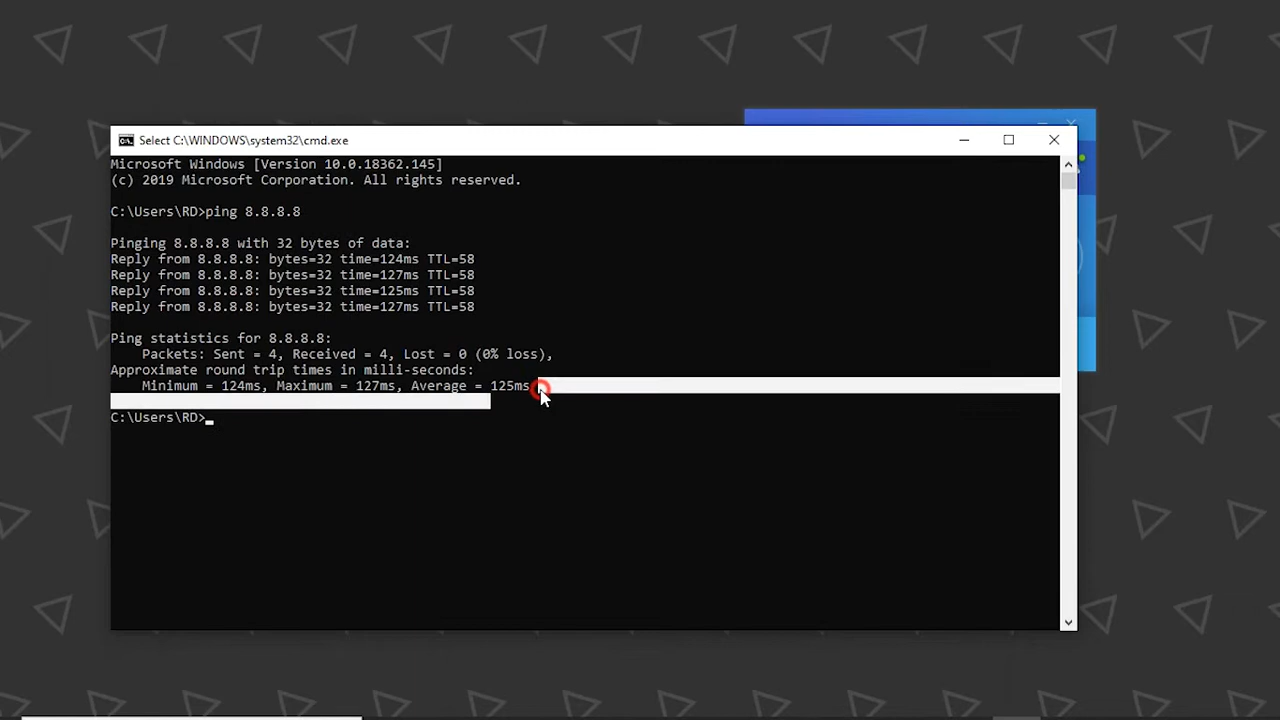 Select C:\WINDOWS\system32\cmd.exe
Microsoft Windows [Version 10.0.18362.145]
(c) 2019 Microsoft Corporation. All rights reserved.
C:\Users\RD>ping 8.8.8.8
Pinging 8.8.8.8 with 32 bytes of data:
Reply from 8.8.8.8: bytes=32 time=124ms TTL=58
Reply from 8.8.8.8: bytes=32 time=127ms TTL=58
Reply from 8.8.8.8: bytes=32 time=125ms TTL=58
Reply from 8.8.8.8: bytes=32 time=127ms TTL=58
Ping statistics for 8.8.8.8:
Packets: Sent = 4, Received = 4, Lost = 0 (0% loss),
Approximate round trip times in milli-seconds:
Minimum = 124ms, Maximum = 127ms, Average = 125ms
C:\Users\RD>